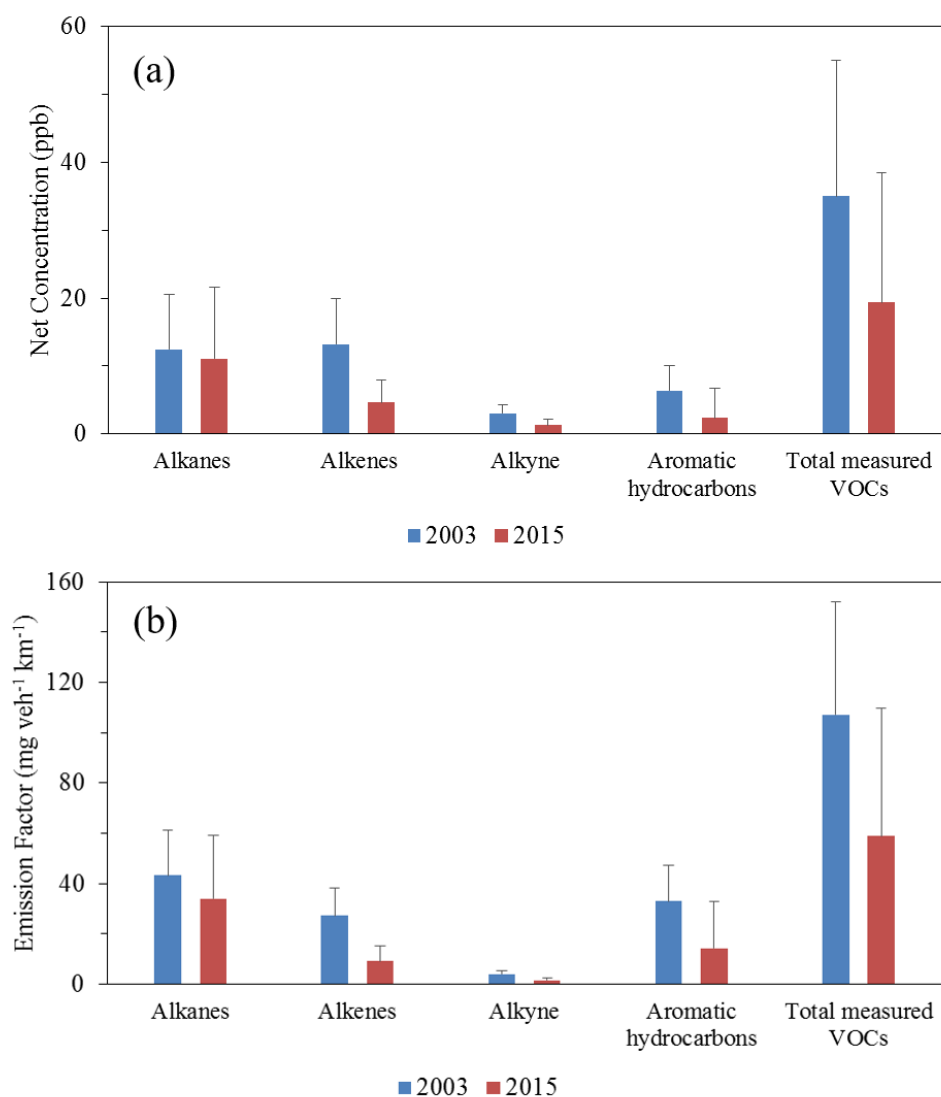 (a)
Net Concentration (ppb)
60
40
20
0
Alkanes
Alkenes
Alkyne
Aromatic
hydrocarbons
Total measured
VOCs
2003
2015
(b)
Emission Factor (mg veh⁻¹ km⁻¹)
160
120
80
40
0
Alkanes
Alkenes
Alkyne
Aromatic
hydrocarbons
Total measured
VOCs
2003
2015